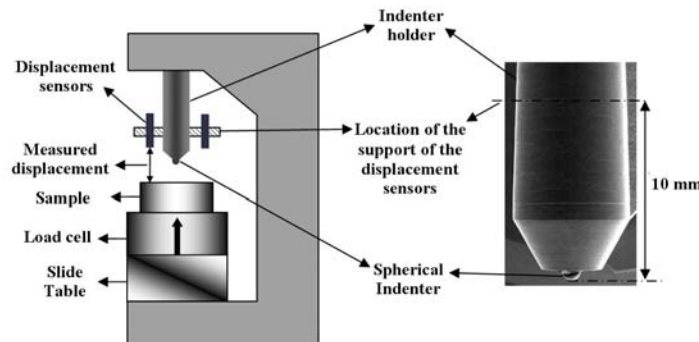 Indenter
holder
Displacement
sensors
Measured
displacement
Sample
Load cell
Slide
Table
Location of the
support of the
displacement
sensors
Spherical
Indenter
10 mm